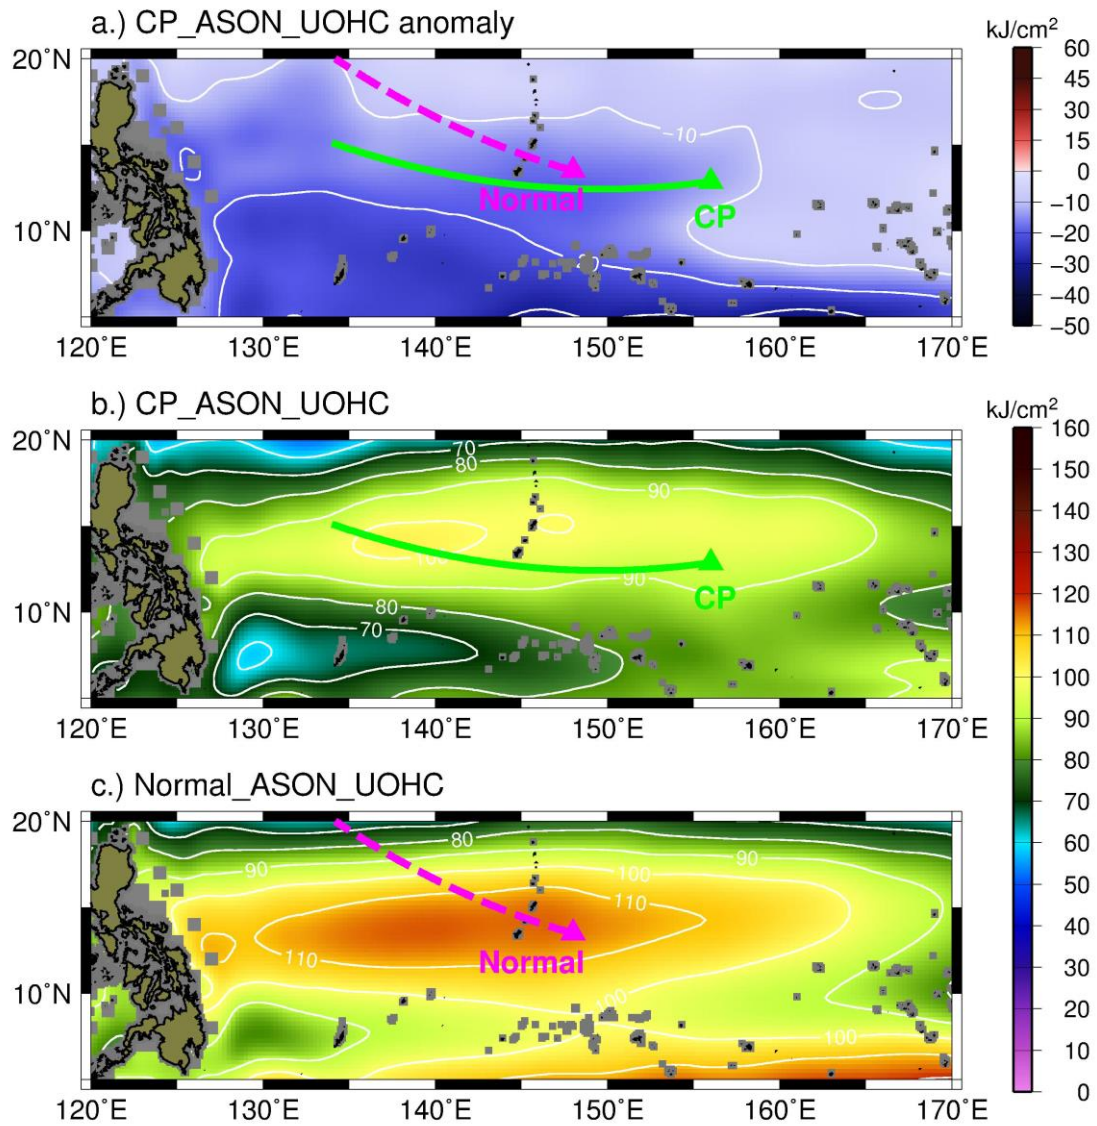 a.) CP_ASON_UOHC anomaly
kJ/cm²
20°N
10°N
-10
Normal
CP
120°E 130°E 140°E 150°E 160°E 170°E
60
45
30
15
0
-10
-20
-30
-40
-50
b.) CP_ASON_UOHC
kJ/cm²
20°N
10°N
70
80
90
100
90
80
70
CP
120°E 130°E 140°E 150°E 160°E 170°E
c.) Normal_ASON_UOHC
20°N
10°N
80
90
90
100
110
110
100
100
Normal
120°E 130°E 140°E 150°E 160°E 170°E
160
150
140
130
120
110
100
90
80
70
60
50
40
30
20
10
0